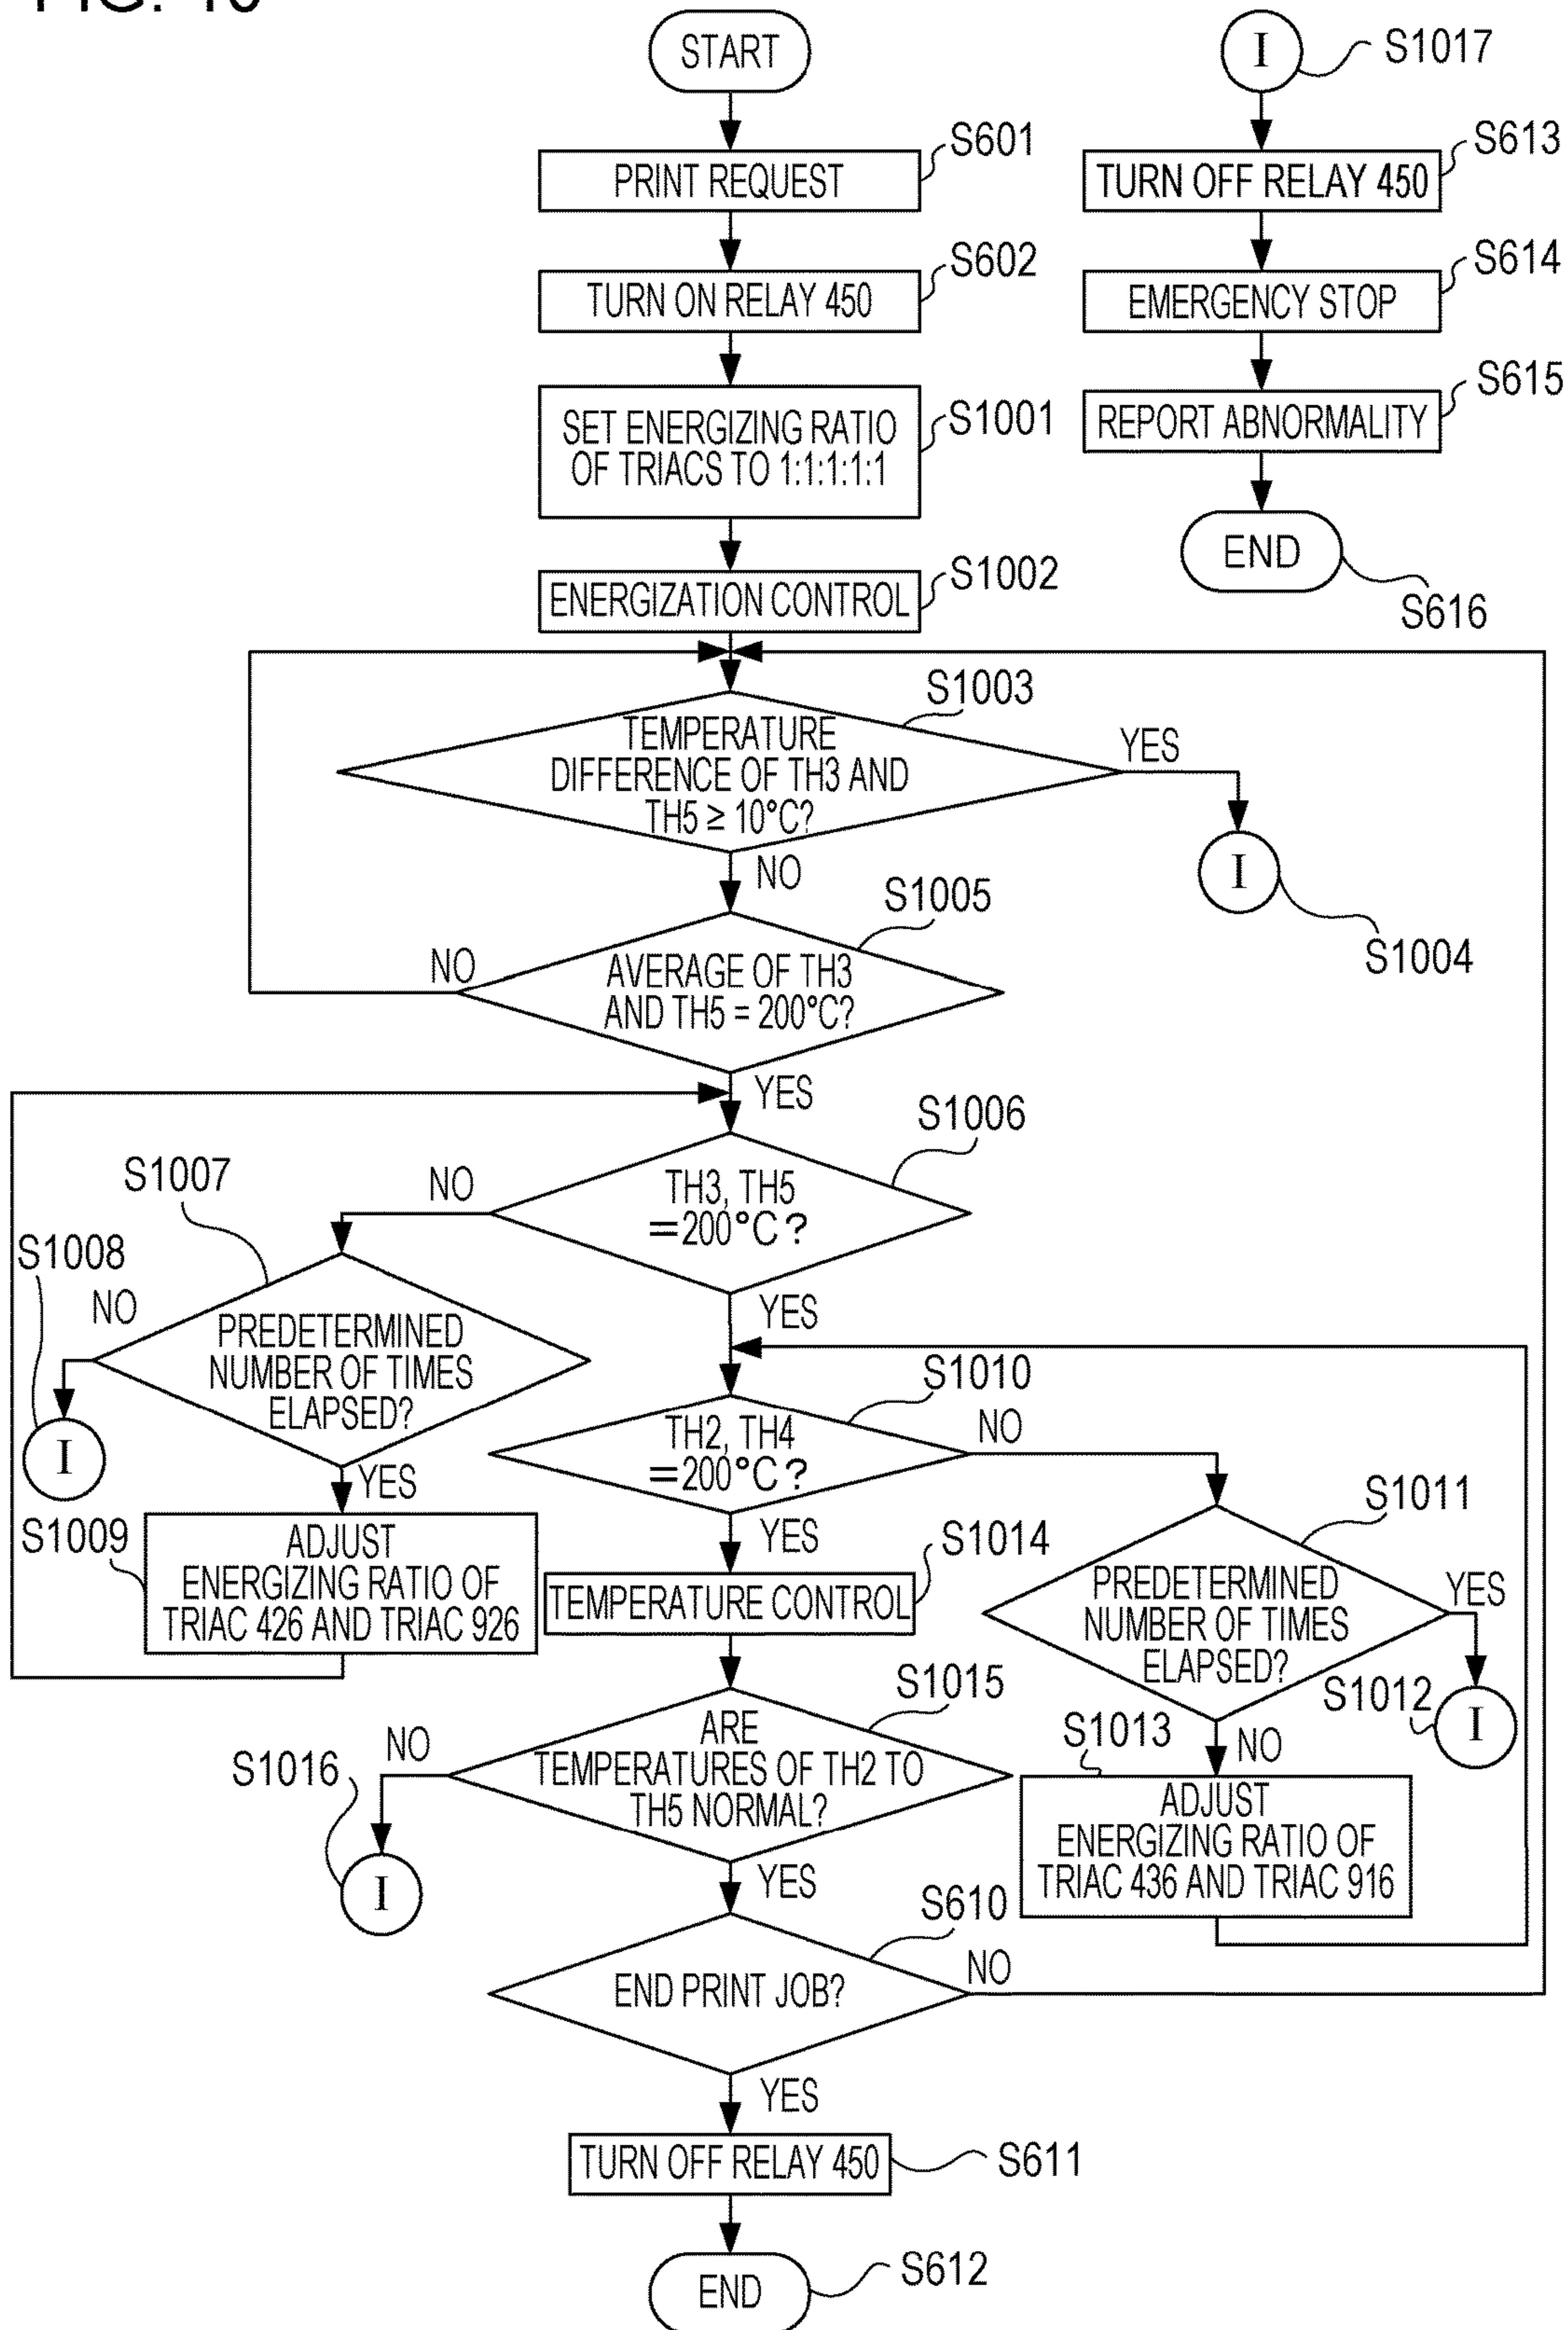 FIG. 10
START
I
S1017
PRINT REQUEST
S601
TURN OFF RELAY 450
S613
TURN ON RELAY 450
S602
EMERGENCY STOP
S614
SET ENERGIZING RATIO
OF TRIACS TO 1:1:1:1:1
S1001
REPORT ABNORMALITY
S615
ENERGIZATION CONTROL
S1002
END
S616
S1003
TEMPERATURE
DIFFERENCE OF TH3 AND
TH5 ≥ 10°C?
YES
I
S1004
NO
S1005
AVERAGE OF TH3
AND TH5 = 200°C?
NO
YES
S1006
TH3, TH5
=200°C?
NO
S1007
S1008
NO
PREDETERMINED
NUMBER OF TIMES
ELAPSED?
I
YES
S1009
ADJUST
ENERGIZING RATIO OF
TRIAC 426 AND TRIAC 926
YES
S1010
TH2, TH4
=200°C?
NO
S1011
PREDETERMINED
NUMBER OF TIMES
ELAPSED?
YES
S1012
I
NO
S1013
ADJUST
ENERGIZING RATIO OF
TRIAC 436 AND TRIAC 916
YES
S1014
TEMPERATURE CONTROL
S1015
ARE
TEMPERATURES OF TH2 TO
TH5 NORMAL?
NO
S1016
I
YES
S610
END PRINT JOB?
NO
YES
TURN OFF RELAY 450
S611
END
S612